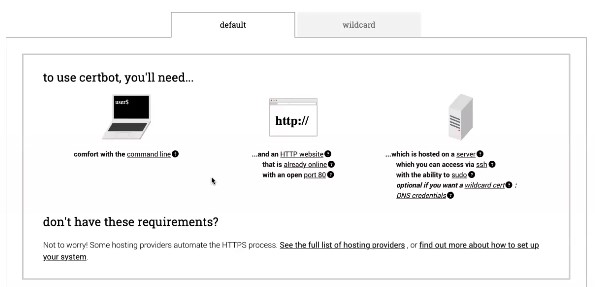 default
wildcard
to use certbot, you'll need...
user$
http://
comfort with the command line ?
...and an HTTP website ?
that is already online ?
with an open port 80 ?
...which is hosted on a server ?
which you can access via ssh ?
with the ability to sudo ?
optional if you want a wildcard cert ? :
DNS credentials ?
don't have these requirements?
Not to worry! Some hosting providers automate the HTTPS process. See the full list of hosting providers , or find out more about how to set up
your system.